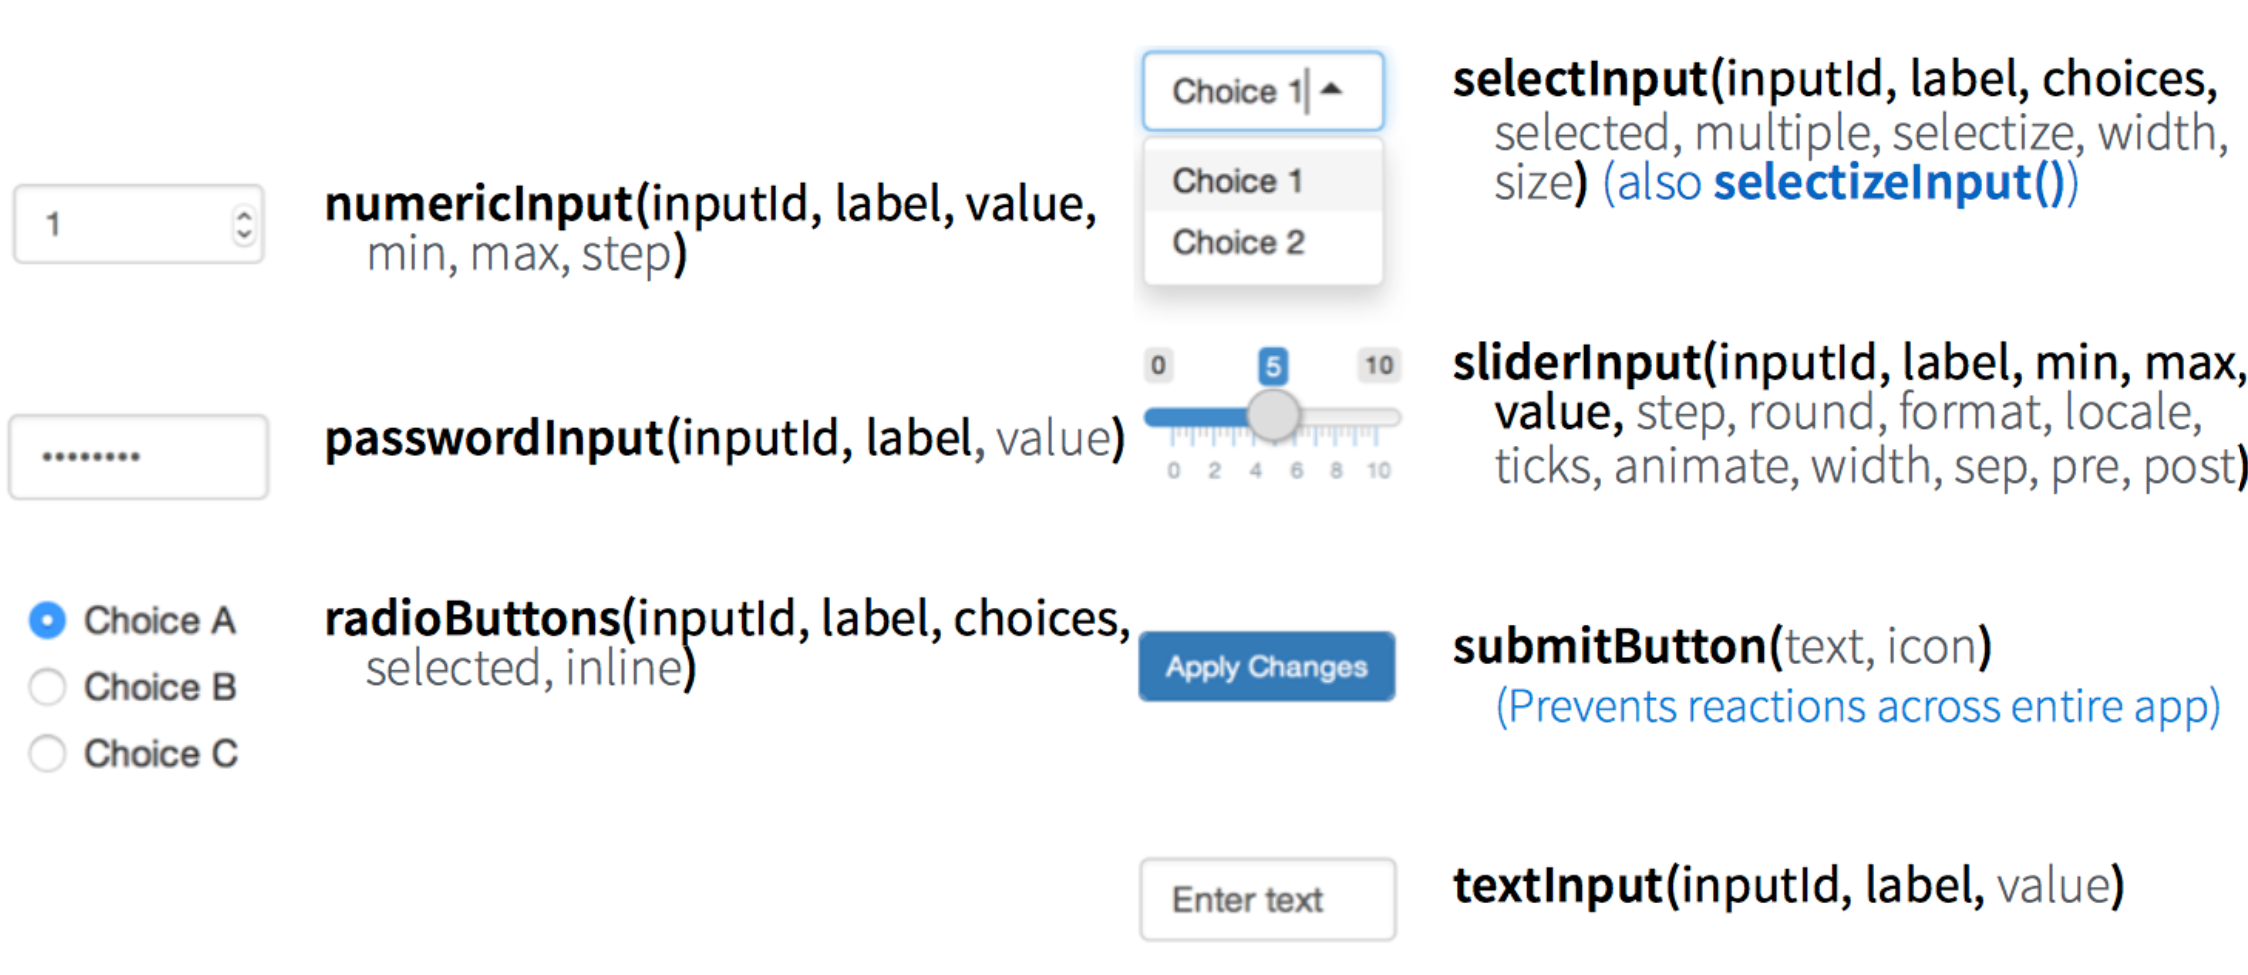 1
numericInput(inputId, label, value,
min, max, step)
•••••••••
passwordInput(inputId, label, value)
Choice A
Choice B
Choice C
radioButtons(inputId, label, choices,
selected, inline)
Choice 1
Choice 1
Choice 2
selectInput(inputId, label, choices,
selected, multiple, selectize, width,
size) (also selectizeInput())
0 5 10
0 2 4 6 8 10
sliderInput(inputId, label, min, max,
value, step, round, format, locale,
ticks, animate, width, sep, pre, post)
Apply Changes
submitButton(text, icon)
(Prevents reactions across entire app)
Enter text
textInput(inputId, label, value)